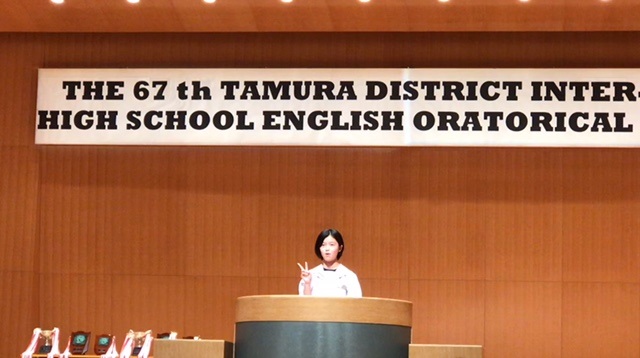 THE 67 th TAMURA DISTRICT INTER-
HIGH SCHOOL ENGLISH ORATORICAL